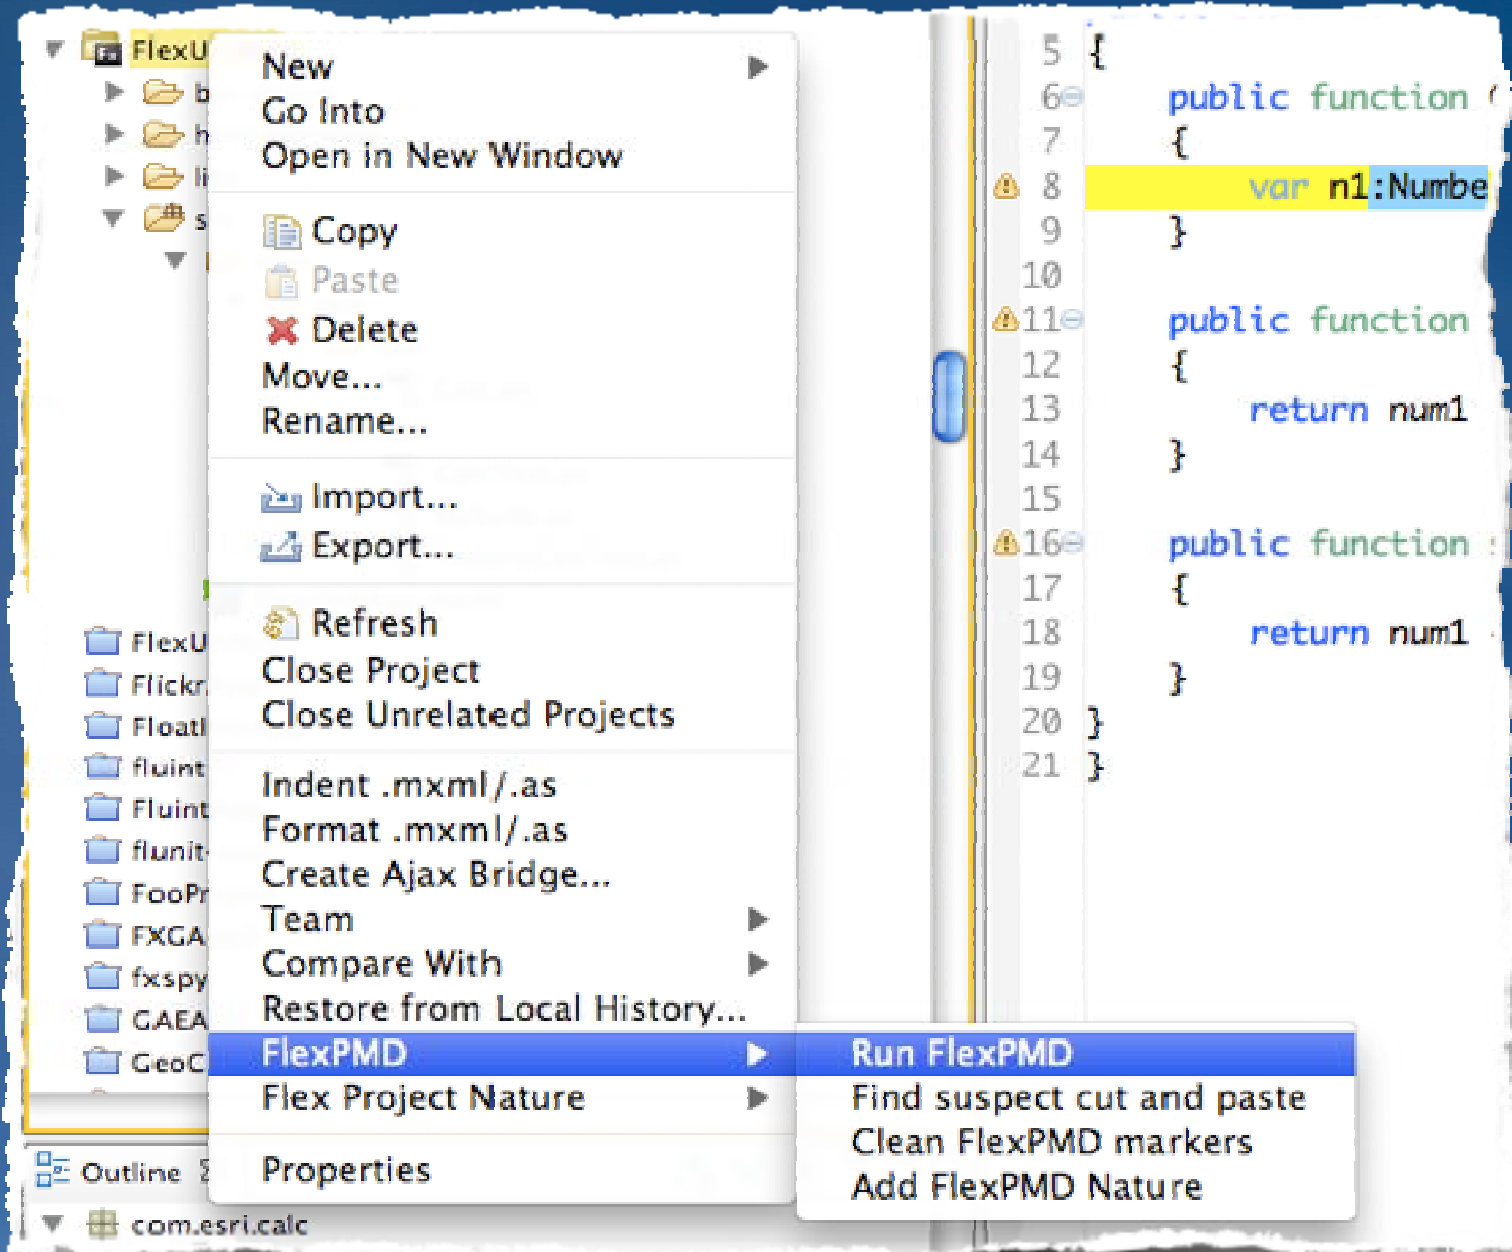 FlexU
b
h
li
s
New
Go Into
Open in New Window
Copy
Paste
Delete
Move...
Rename...
Import...
Export...
Refresh
Close Project
Close Unrelated Projects
Indent .mxml/.as
Format .mxml/.as
Create Ajax Bridge...
Team
Compare With
Restore from Local History...
FlexPMD
Flex Project Nature
Properties
Run FlexPMD
Find suspect cut and paste
Clean FlexPMD markers
Add FlexPMD Nature
FlexU
Flickr
Float
fluint
Fluint
flunit-
FooPr
FXGA
fxspy
GAEA
GeoC
Outline
com.esri.calc
5 {
6 public function
7 {
8 var n1:Numbe
9 }
10
11 public function
12 {
13 return num1
14 }
15
16 public function
17 {
18 return num1
19 }
20 }
21 }